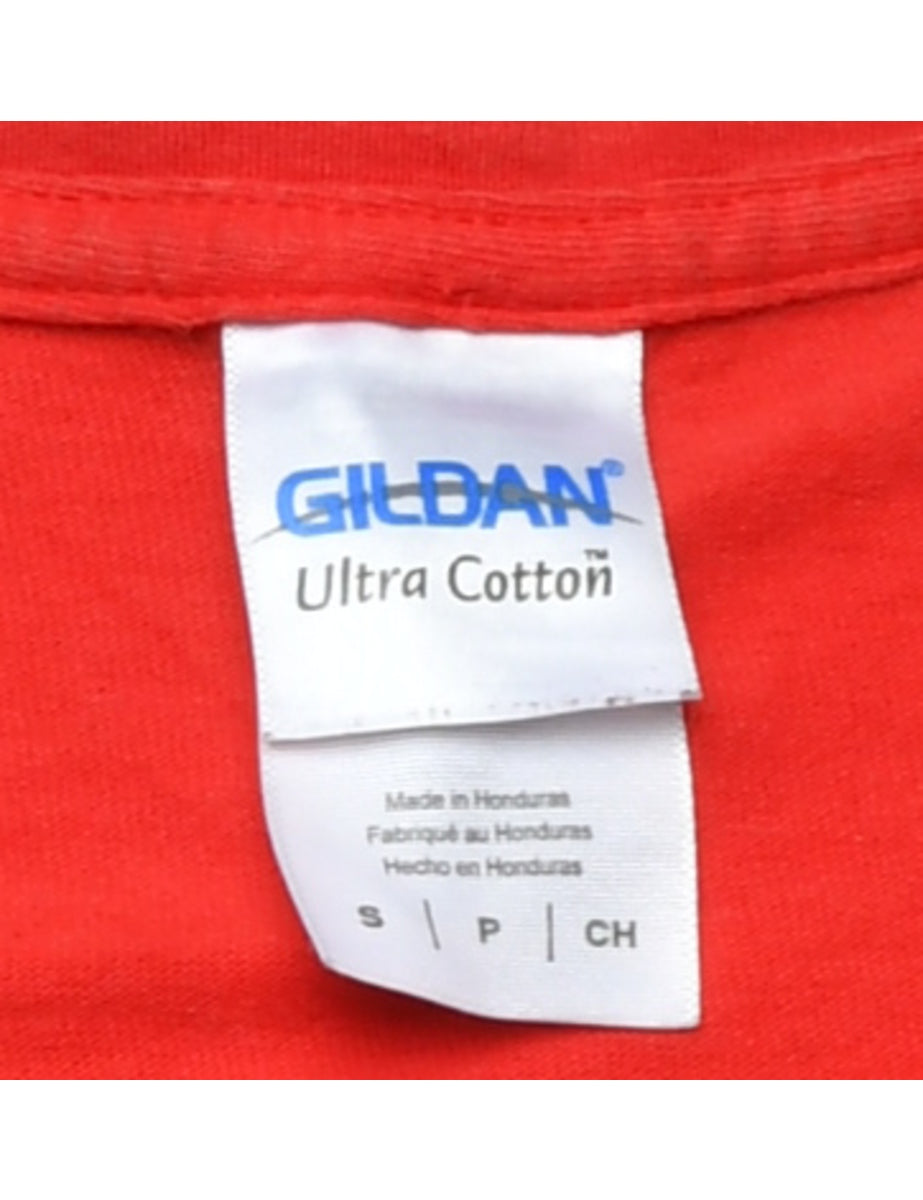 GILDAN®
Ultra Cotton™
Made in Honduras
Fabriqué au Honduras
Hecho en Honduras
S | P | CH